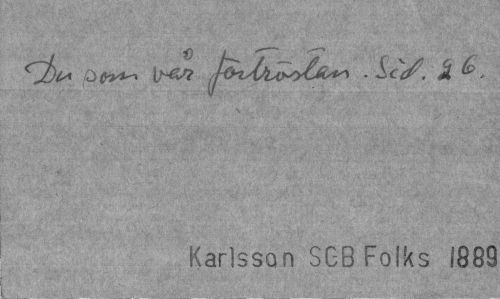 Du som vår förtröstan. Sid. 26.
Karlsson SCB Folks 1889